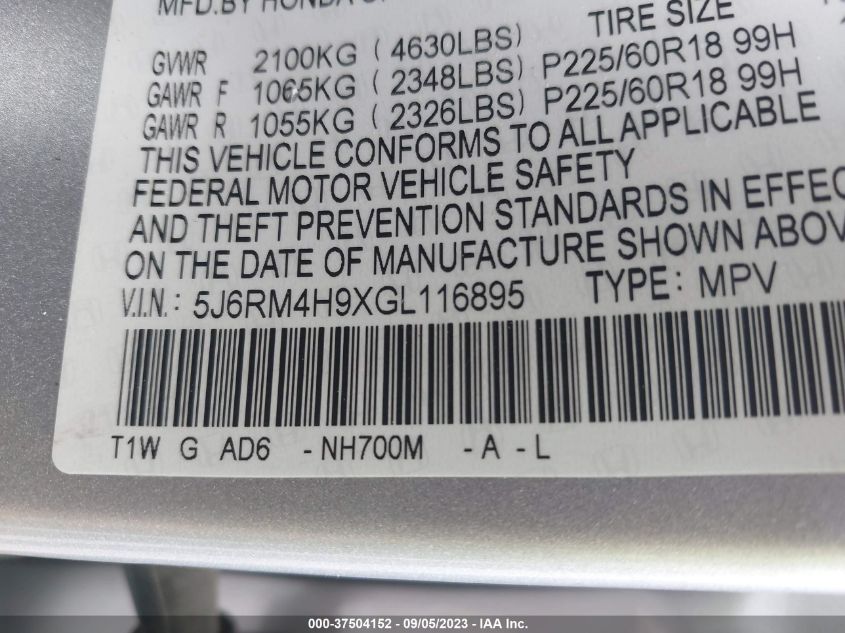 MFD.BY HONDA
TIRE SIZE
GVWR 2100KG ( 4630LBS)
GAWR F 1065KG ( 2348LBS) P225/60R18 99H
GAWR R 1055KG ( 2326LBS) P225/60R18 99H
THIS VEHICLE CONFORMS TO ALL APPLICABLE
FEDERAL MOTOR VEHICLE SAFETY
AND THEFT PREVENTION STANDARDS IN EFFEC
ON THE DATE OF MANUFACTURE SHOWN ABOV
V.I.N.: 5J6RM4H9XGL116895 TYPE: MPV
T1W G AD6 -NH700M -A -L
000-37504152 - 09/05/2023 - IAA Inc.